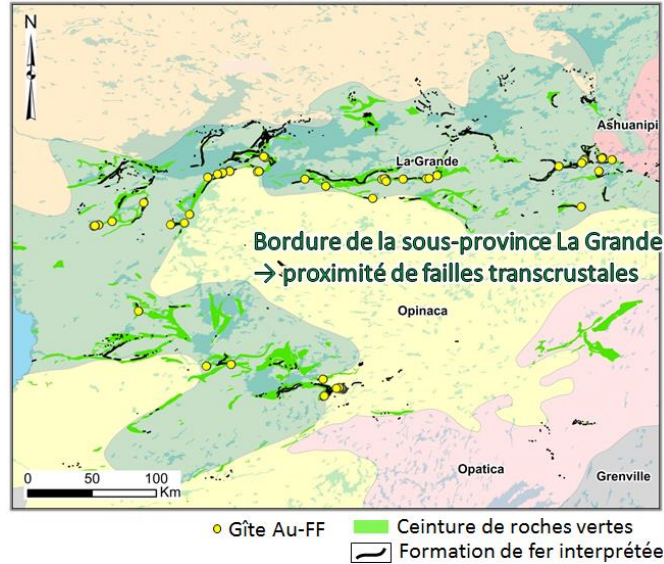 N
Ashuanipi
La Grande
Bordure de la sous-province La Grande
→ proximité de failles transcrustales
Opinaca
Opatica
Grenville
0 50 100
Km
Gîte Au-FF
Ceinture de roches vertes
Formation de fer interprétée